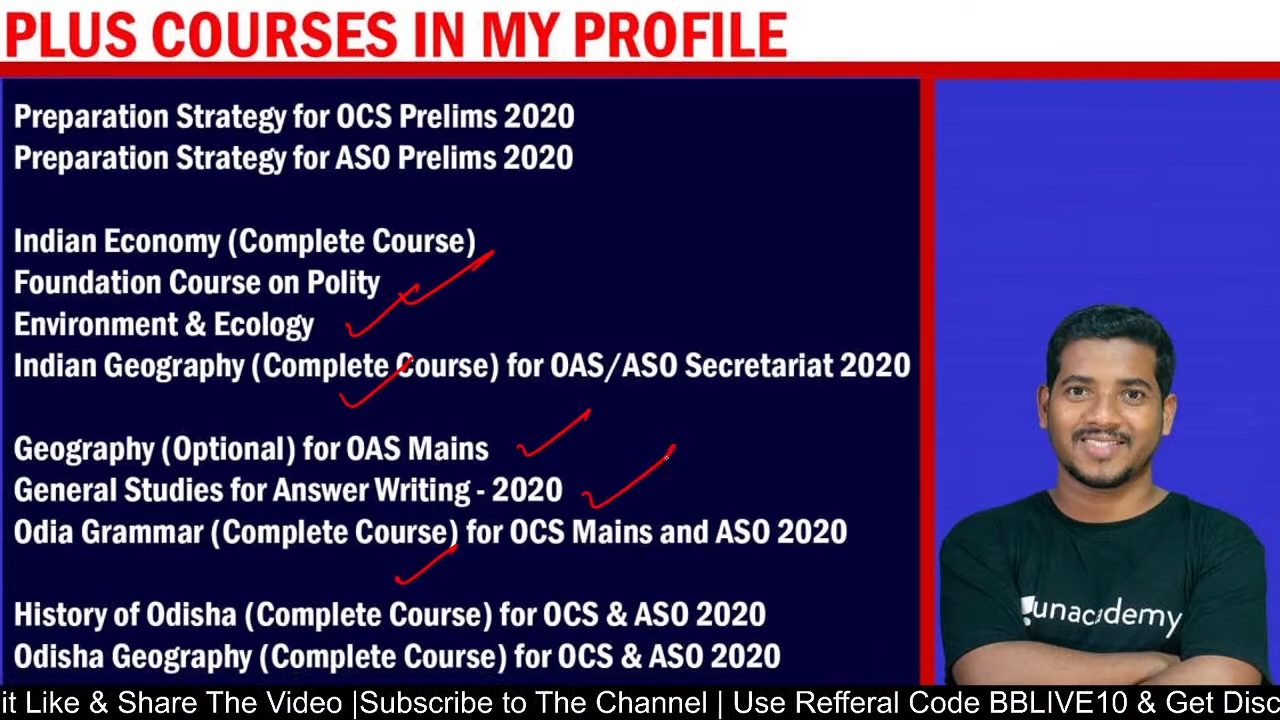 PLUS COURSES IN MY PROFILE
Preparation Strategy for OCS Prelims 2020
Preparation Strategy for ASO Prelims 2020
Indian Economy (Complete Course)
Foundation Course on Polity
Environment & Ecology
Indian Geography (Complete Course) for OAS/ASO Secretariat 2020
Geography (Optional) for OAS Mains
General Studies for Answer Writing - 2020
Odia Grammar (Complete Course) for OCS Mains and ASO 2020
History of Odisha (Complete Course) for OCS & ASO 2020
Odisha Geography (Complete Course) for OCS & ASO 2020
unacademy
it Like & Share The Video |Subscribe to The Channel | Use Refferal Code BBLIVE10 & Get Disc